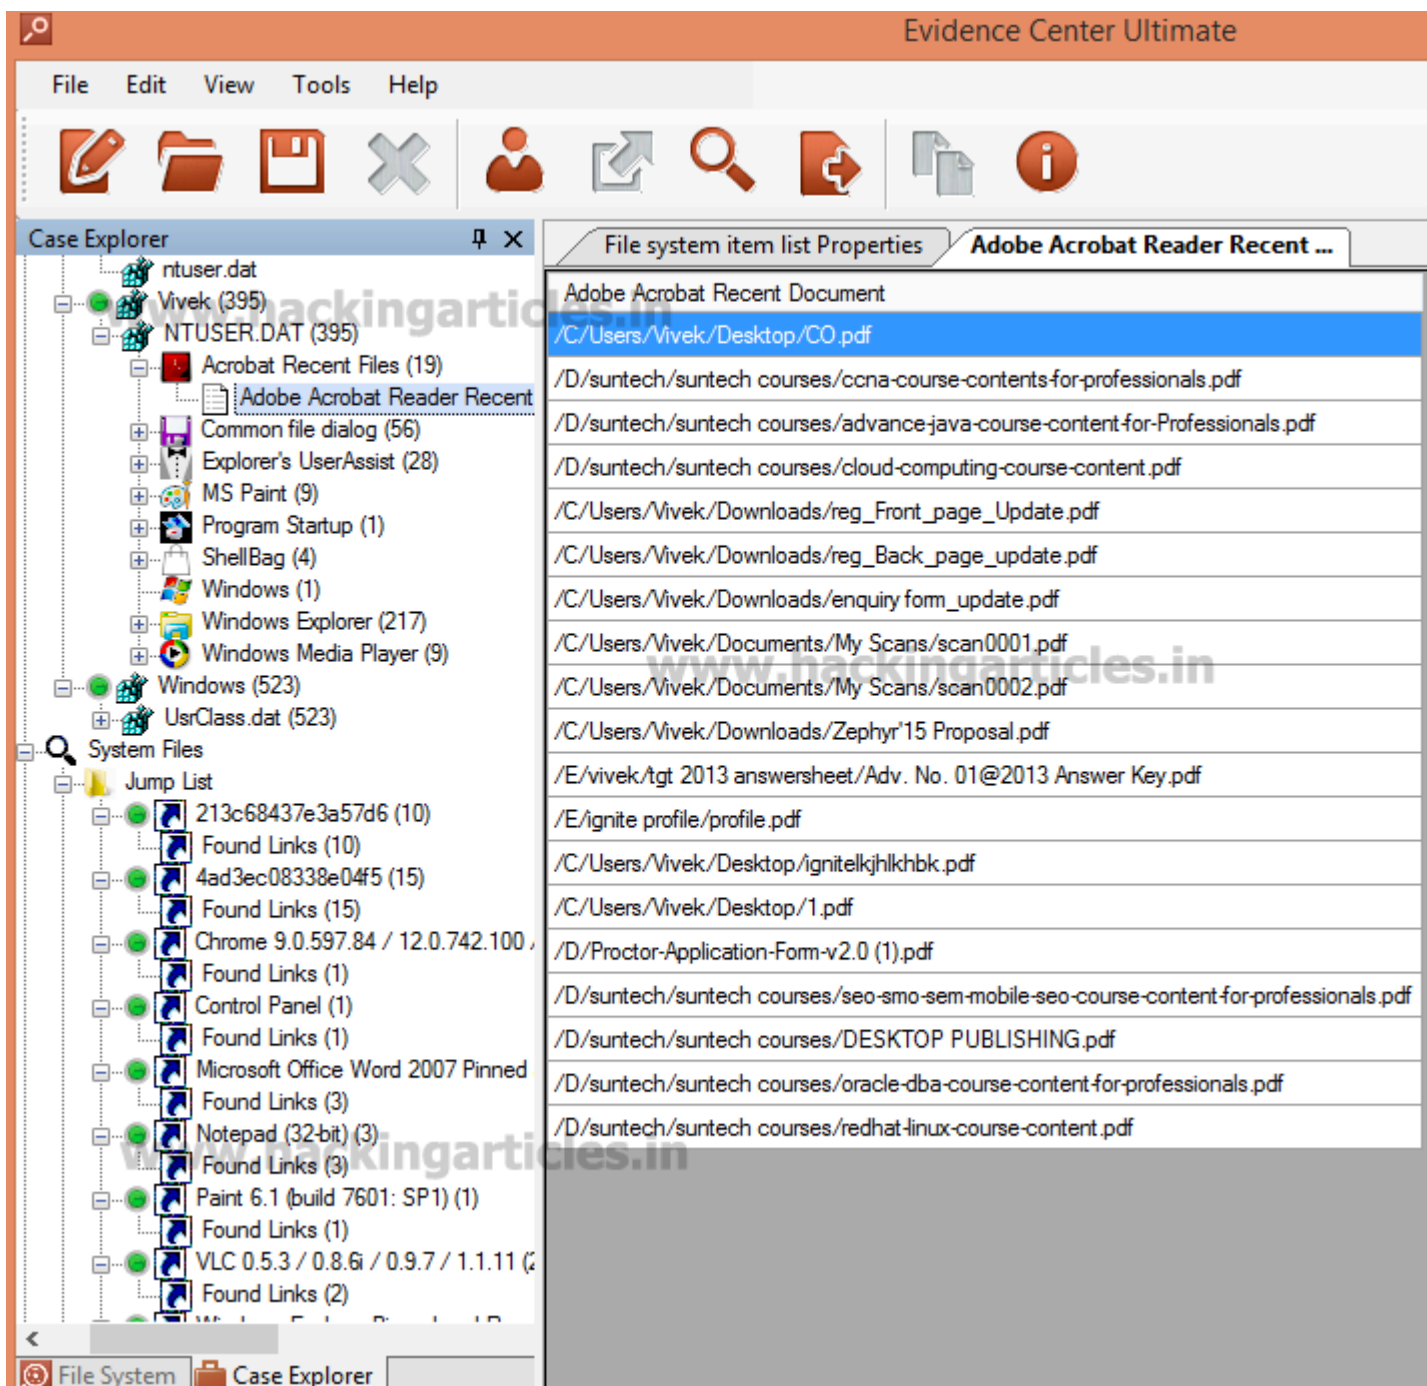 Evidence Center Ultimate
File Edit View Tools Help
Case Explorer
ntuser.dat
Vivek (395)
NTUSER.DAT (395)
Acrobat Recent Files (19)
Adobe Acrobat Reader Recent
Common file dialog (56)
Explorer's UserAssist (28)
MS Paint (9)
Program Startup (1)
ShellBag (4)
Windows (1)
Windows Explorer (217)
Windows Media Player (9)
Windows (523)
UsrClass.dat (523)
System Files
Jump List
213c68437e3a57d6 (10)
Found Links (10)
4ad3ec08338e04f5 (15)
Found Links (15)
Chrome 9.0.597.84 / 12.0.742.100 /
Found Links (1)
Control Panel (1)
Found Links (1)
Microsoft Office Word 2007 Pinned
Found Links (3)
Notepad (32-bit) (3)
Found Links (3)
Paint 6.1 (build 7601: SP1) (1)
Found Links (1)
VLC 0.5.3 / 0.8.6i / 0.9.7 / 1.1.11 (2
Found Links (2)
File System Case Explorer
File system item list Properties Adobe Acrobat Reader Recent ...
Adobe Acrobat Recent Document
/C/Users/Vivek/Desktop/CO.pdf
/D/suntech/suntech courses/ccna-course-contents-for-professionals.pdf
/D/suntech/suntech courses/advance-java-course-content-for-Professionals.pdf
/D/suntech/suntech courses/cloud-computing-course-content.pdf
/C/Users/Vivek/Downloads/reg_Front_page_Update.pdf
/C/Users/Vivek/Downloads/reg_Back_page_update.pdf
/C/Users/Vivek/Downloads/enquiry form_update.pdf
/C/Users/Vivek/Documents/My Scans/scan0001.pdf
/C/Users/Vivek/Documents/My Scans/scan0002.pdf
/C/Users/Vivek/Downloads/Zephyr'15 Proposal.pdf
/E/vivek/tgt 2013 answersheet/Adv. No. 01@2013 Answer Key.pdf
/E/ignite profile/profile.pdf
/C/Users/Vivek/Desktop/ignitelkjhlkhbk.pdf
/C/Users/Vivek/Desktop/1.pdf
/D/Proctor-Application-Form-v2.0 (1).pdf
/D/suntech/suntech courses/seo-smo-sem-mobile-seo-course-content-for-professionals.pdf
/D/suntech/suntech courses/DESKTOP PUBLISHING.pdf
/D/suntech/suntech courses/oracle-dba-course-content-for-professionals.pdf
/D/suntech/suntech courses/redhat-linux-course-content.pdf
www.hackingarticles.in
www.hackingarticles.in
www.hackingarticles.in